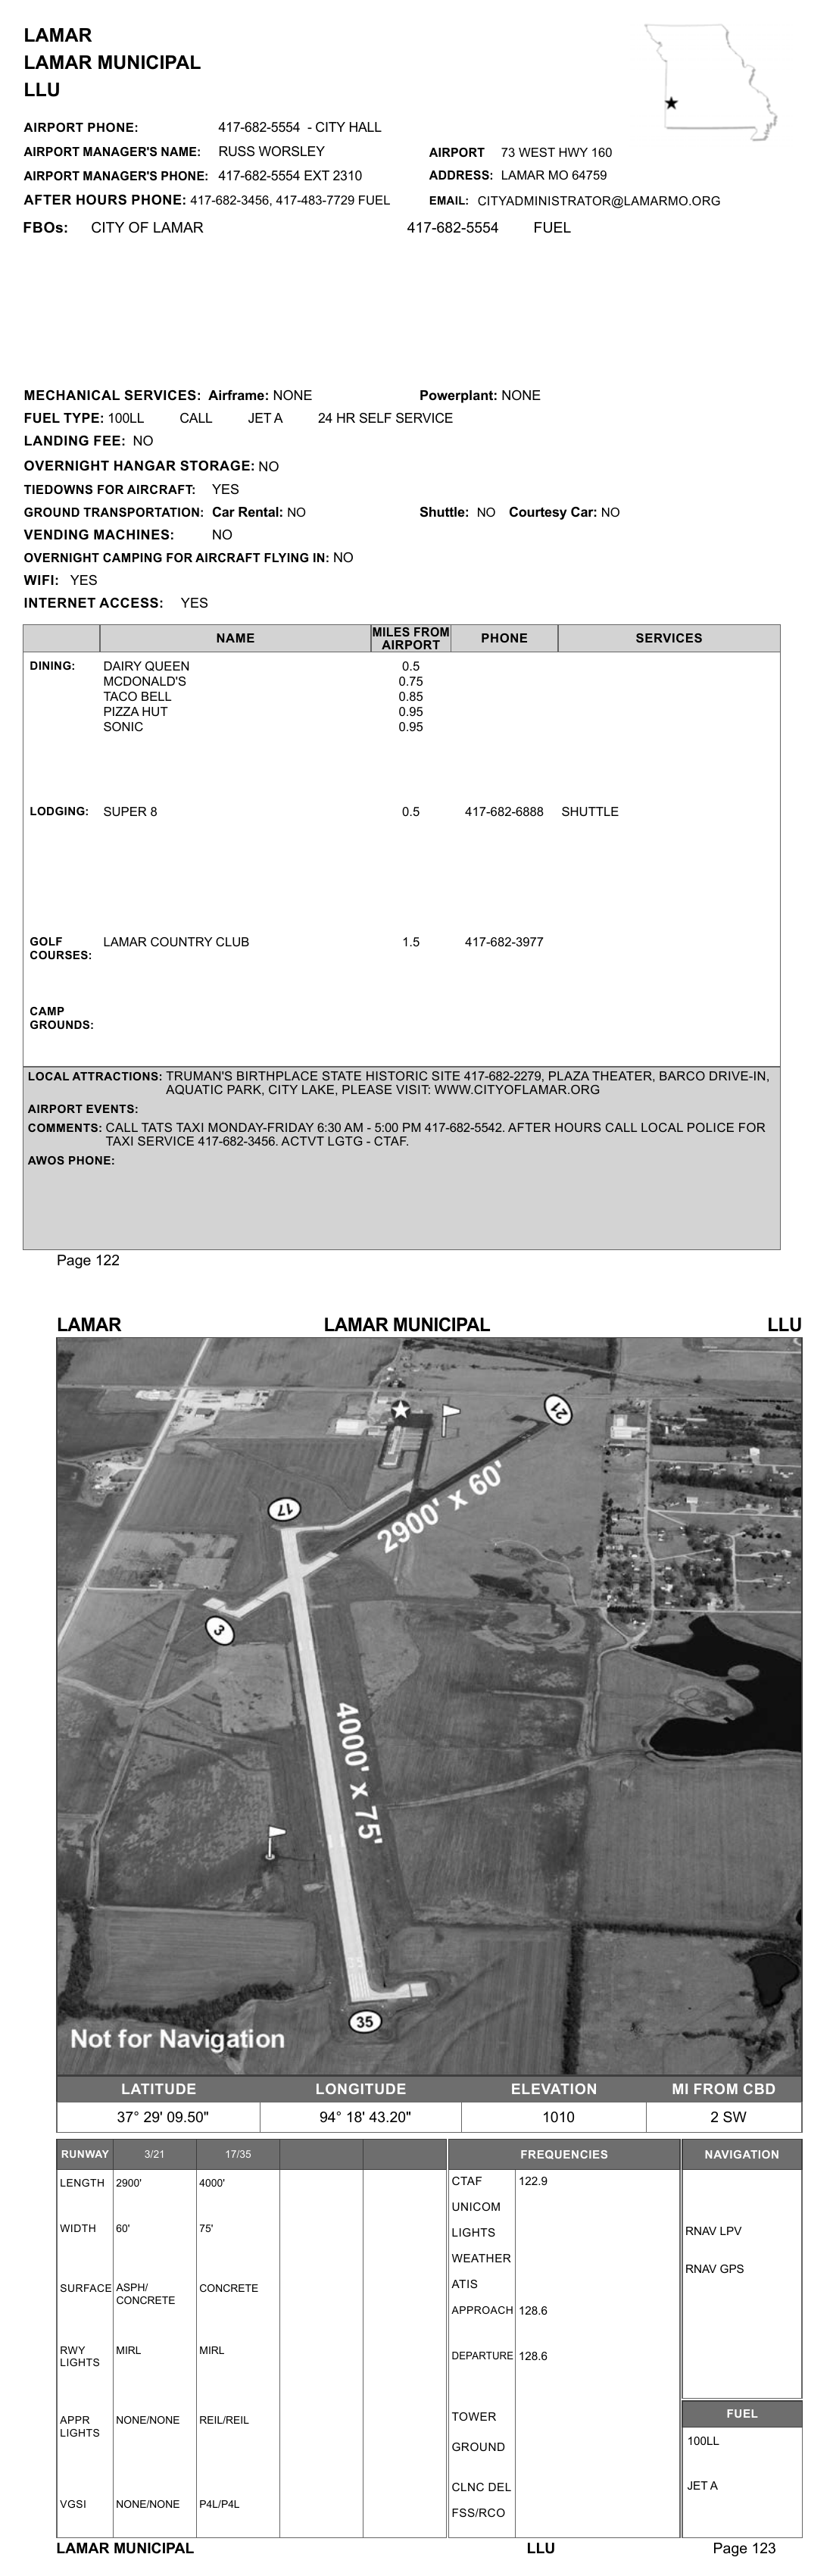 LAMAR
LAMAR MUNICIPAL
LLU
AIRPORT PHONE: 417-682-5554 - CITY HALL
AIRPORT MANAGER'S NAME: RUSS WORSLEY AIRPORT 73 WEST HWY 160
AIRPORT MANAGER'S PHONE: 417-682-5554 EXT 2310 ADDRESS: LAMAR MO 64759
AFTER HOURS PHONE: 417-682-3456, 417-483-7729 FUEL EMAIL: CITYADMINISTRATOR@LAMARMO.ORG
FBOs: CITY OF LAMAR 417-682-5554 FUEL
MECHANICAL SERVICES: Airframe: NONE Powerplant: NONE
FUEL TYPE: 100LL CALL JET A 24 HR SELF SERVICE
LANDING FEE: NO
OVERNIGHT HANGAR STORAGE: NO
TIEDOWNS FOR AIRCRAFT: YES
GROUND TRANSPORTATION: Car Rental: NO Shuttle: NO Courtesy Car: NO
VENDING MACHINES: NO
OVERNIGHT CAMPING FOR AIRCRAFT FLYING IN: NO
WIFI: YES
INTERNET ACCESS: YES
NAME MILES FROM AIRPORT PHONE SERVICES
DINING: DAIRY QUEEN 0.5
MCDONALD'S 0.75
TACO BELL 0.85
PIZZA HUT 0.95
SONIC 0.95
LODGING: SUPER 8 0.5 417-682-6888 SHUTTLE
GOLF COURSES: LAMAR COUNTRY CLUB 1.5 417-682-3977
CAMP GROUNDS:
LOCAL ATTRACTIONS: TRUMAN'S BIRTHPLACE STATE HISTORIC SITE 417-682-2279, PLAZA THEATER, BARCO DRIVE-IN,
AQUATIC PARK, CITY LAKE, PLEASE VISIT: WWW.CITYOFLAMAR.ORG
AIRPORT EVENTS:
COMMENTS: CALL TATS TAXI MONDAY-FRIDAY 6:30 AM - 5:00 PM 417-682-5542. AFTER HOURS CALL LOCAL POLICE FOR
TAXI SERVICE 417-682-3456. ACTVT LGTG - CTAF.
AWOS PHONE:
Page 122
LAMAR LAMAR MUNICIPAL LLU
21
17
2900' x 60'
3
4000' x 75'
35
Not for Navigation
LATITUDE LONGITUDE ELEVATION MI FROM CBD
37° 29' 09.50" 94° 18' 43.20" 1010 2 SW
RUNWAY 3/21 17/35 FREQUENCIES NAVIGATION
LENGTH 2900' 4000'
WIDTH 60' 75'
SURFACE ASPH/ CONCRETE CONCRETE
RWY LIGHTS MIRL MIRL
APPR LIGHTS NONE/NONE REIL/REIL
VGSI NONE/NONE P4L/P4L
CTAF 122.9
UNICOM
LIGHTS
WEATHER
ATIS
APPROACH 128.6
DEPARTURE 128.6
TOWER
GROUND
CLNC DEL
FSS/RCO
RNAV LPV
RNAV GPS
FUEL
100LL
JET A
LAMAR MUNICIPAL LLU Page 123